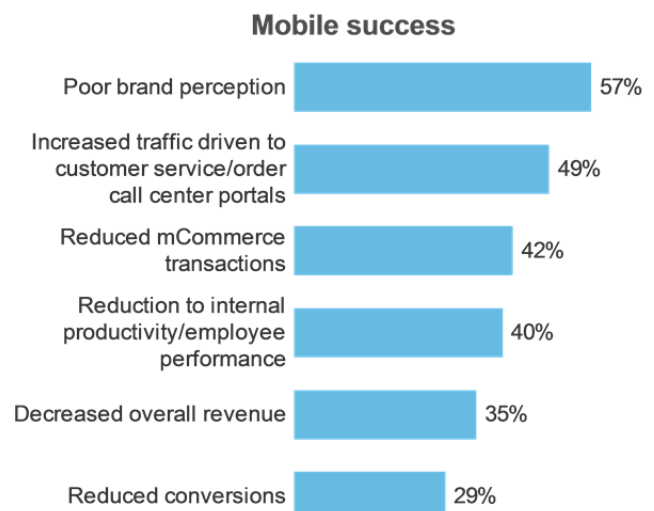 Mobile success
Poor brand perception
57%
Increased traffic driven to
customer service/order
call center portals
49%
Reduced mCommerce
transactions
42%
Reduction to internal
productivity/employee
performance
40%
Decreased overall revenue
35%
Reduced conversions
29%